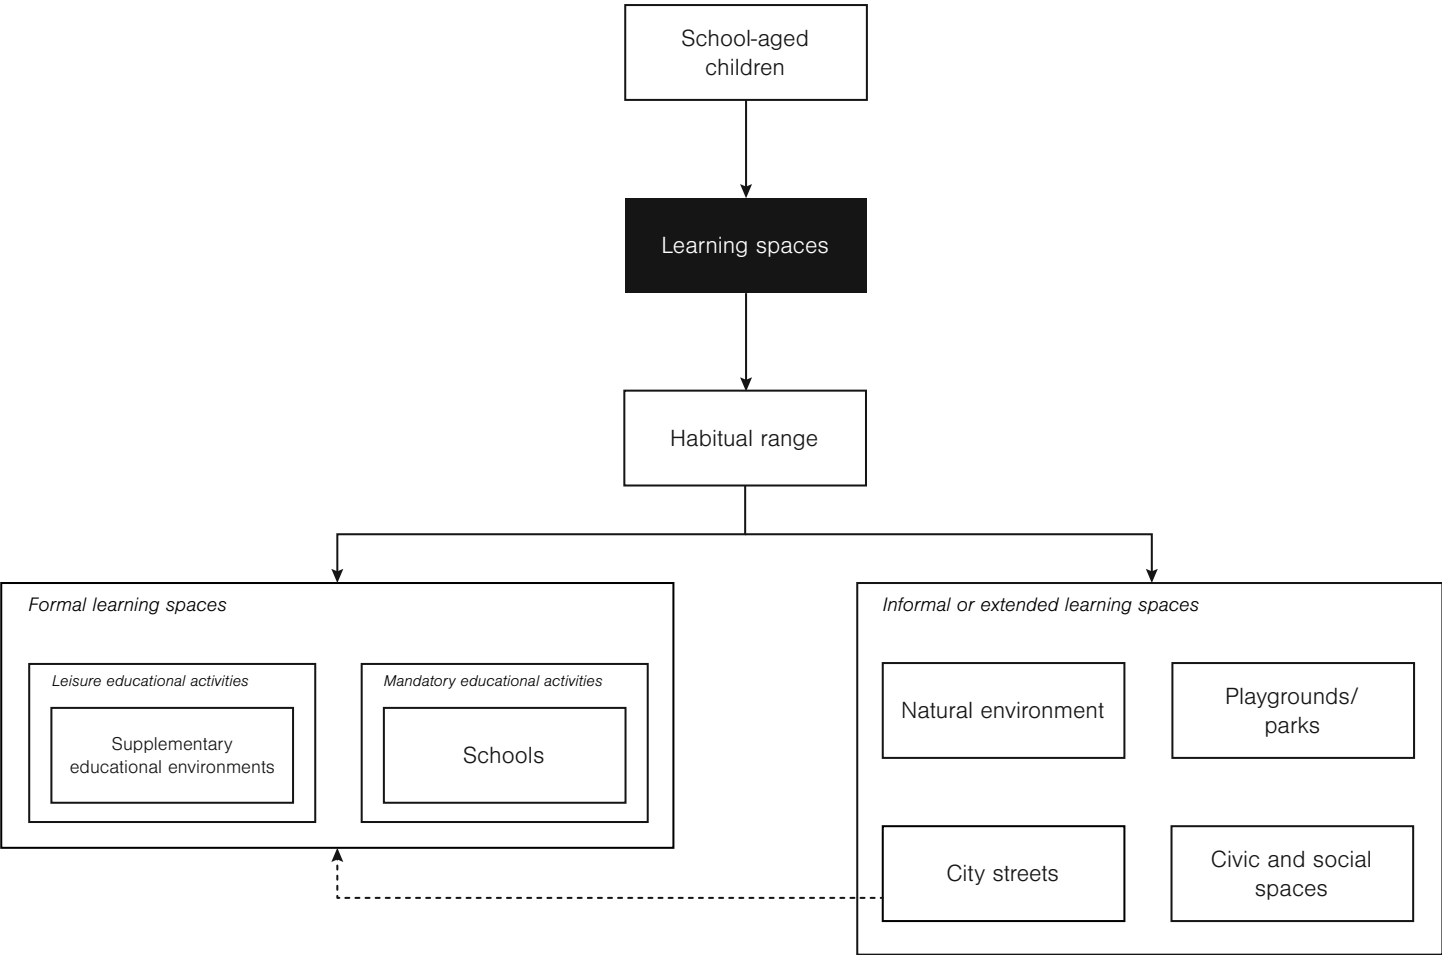 School-aged
children
Learning spaces
Habitual range
Formal learning spaces
Leisure educational activities
Supplementary
educational environments
Mandatory educational activities
Schools
Informal or extended learning spaces
Natural environment
Playgrounds/
parks
City streets
Civic and social
spaces